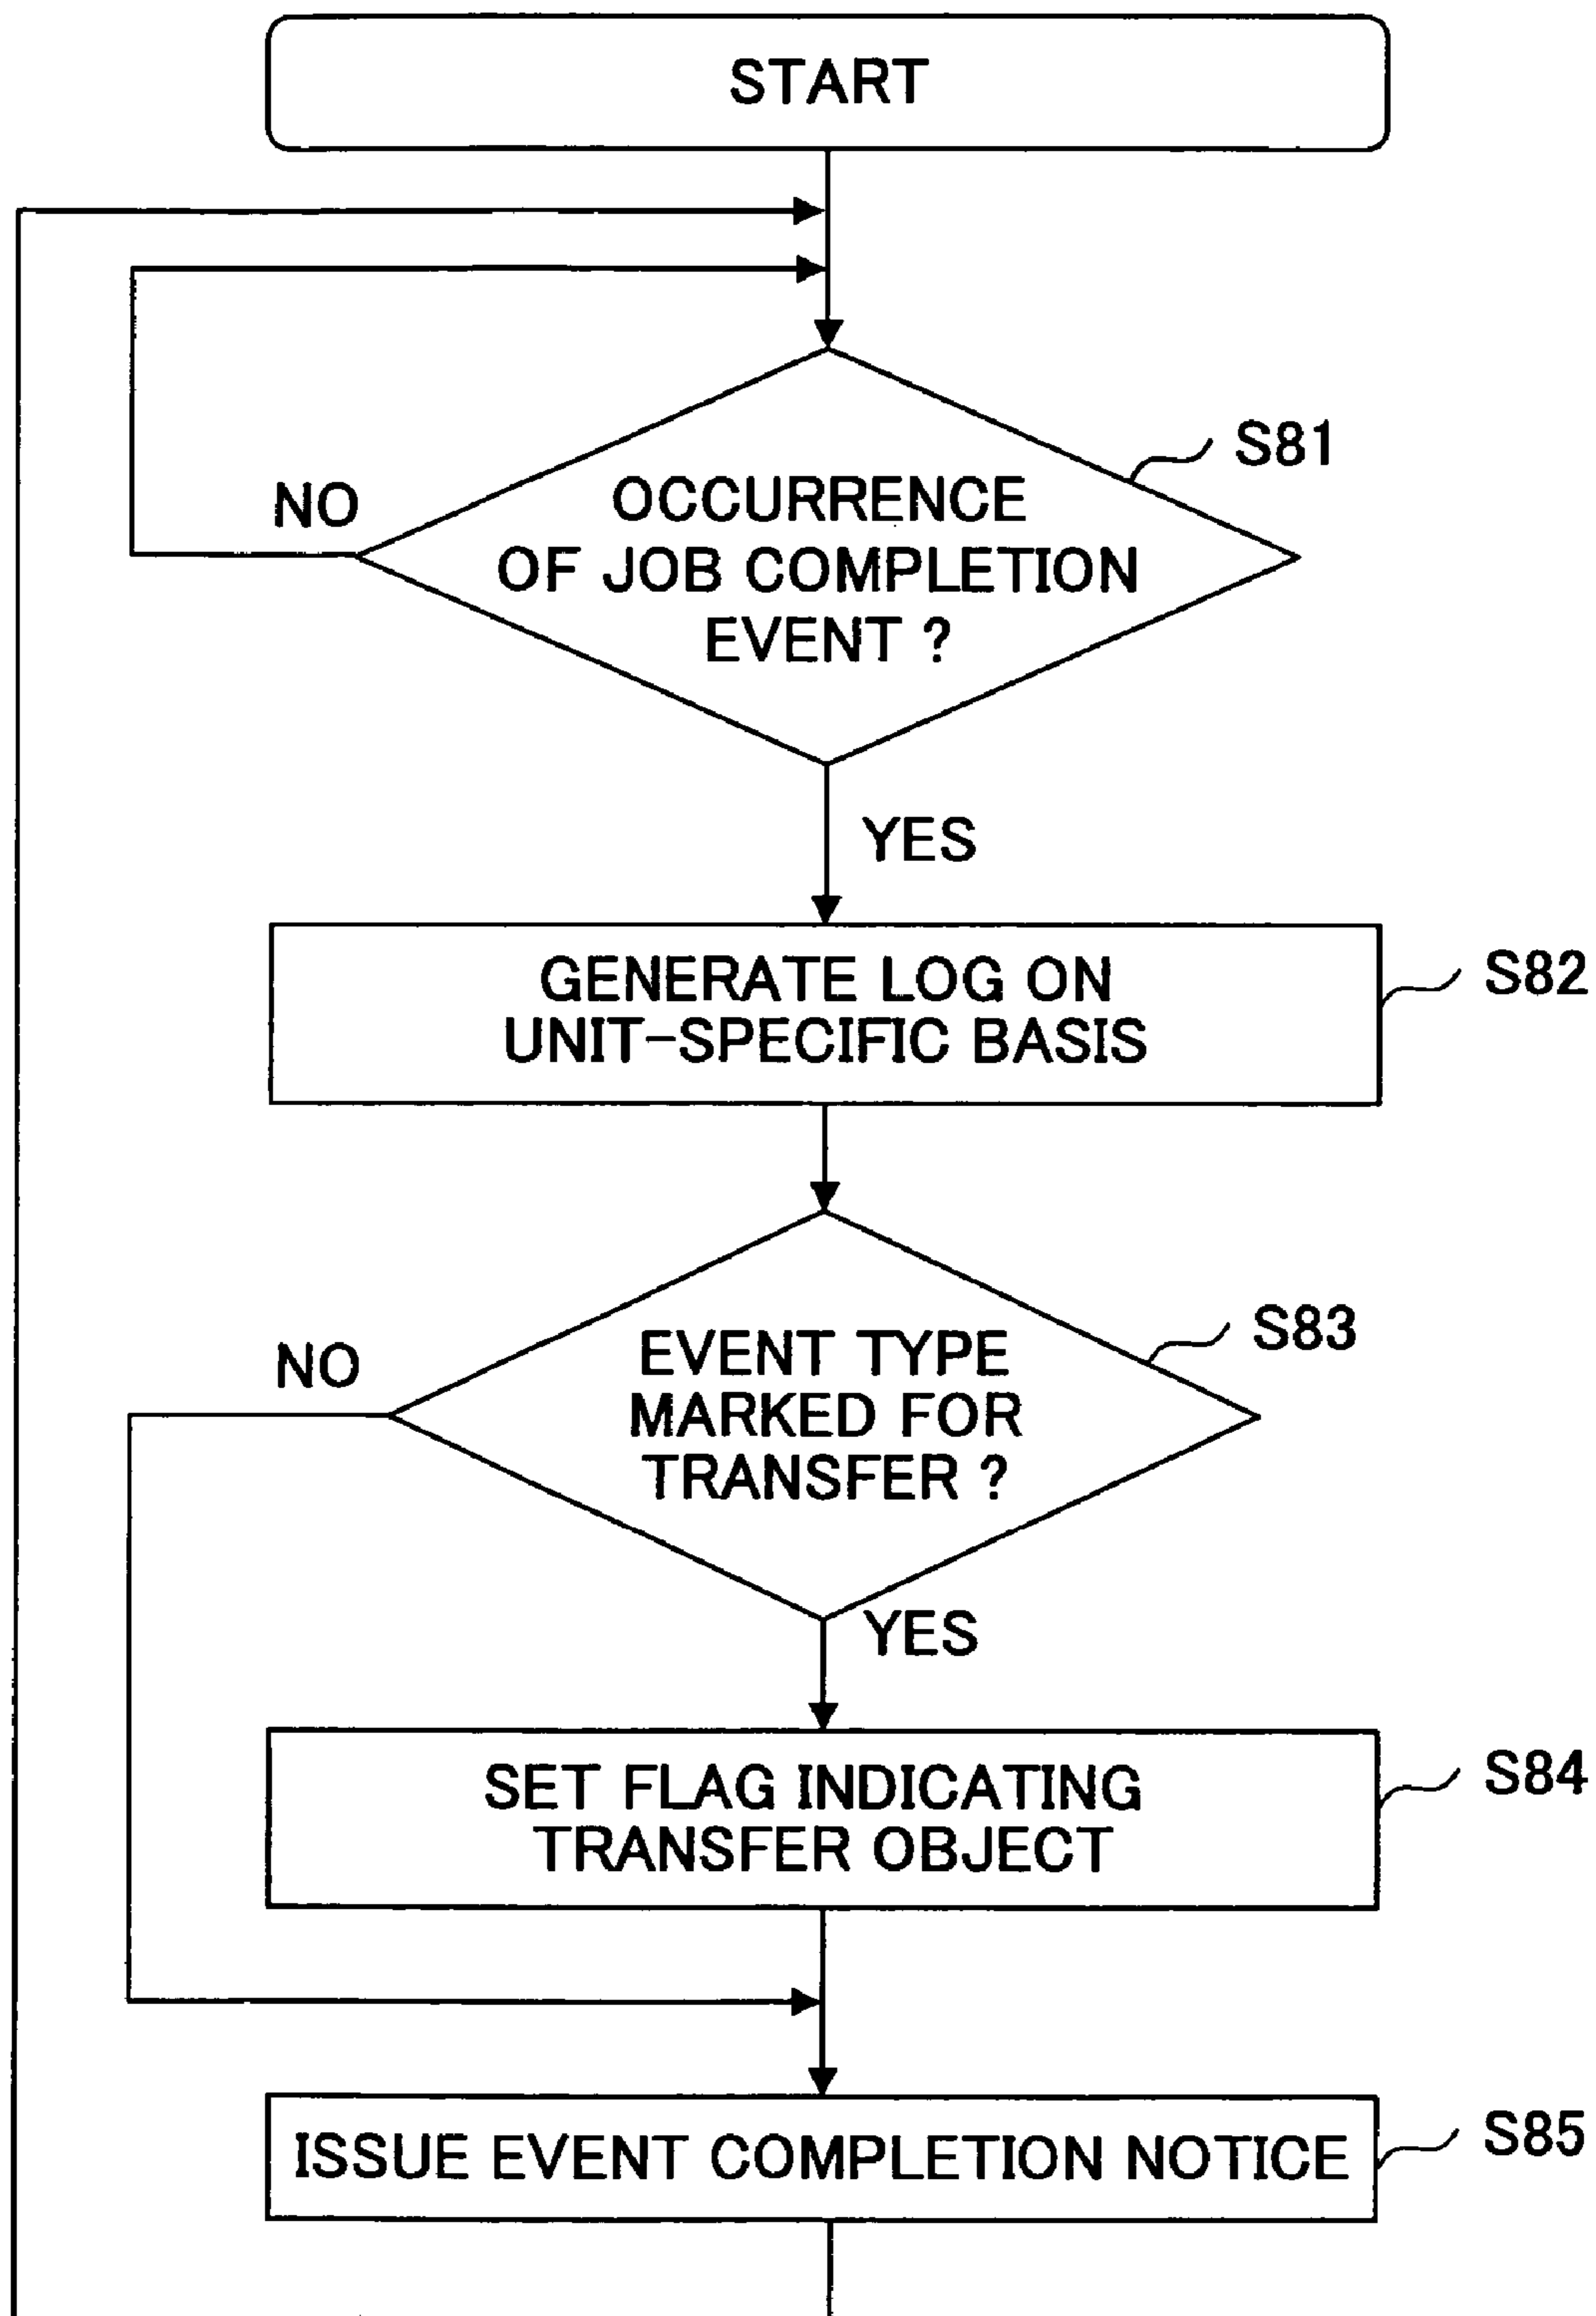 START
S81
NO
OCCURRENCE
OF JOB COMPLETION
EVENT ?
YES
GENERATE LOG ON
UNIT-SPECIFIC BASIS
S82
S83
NO
EVENT TYPE
MARKED FOR
TRANSFER ?
YES
SET FLAG INDICATING
TRANSFER OBJECT
S84
ISSUE EVENT COMPLETION NOTICE
S85